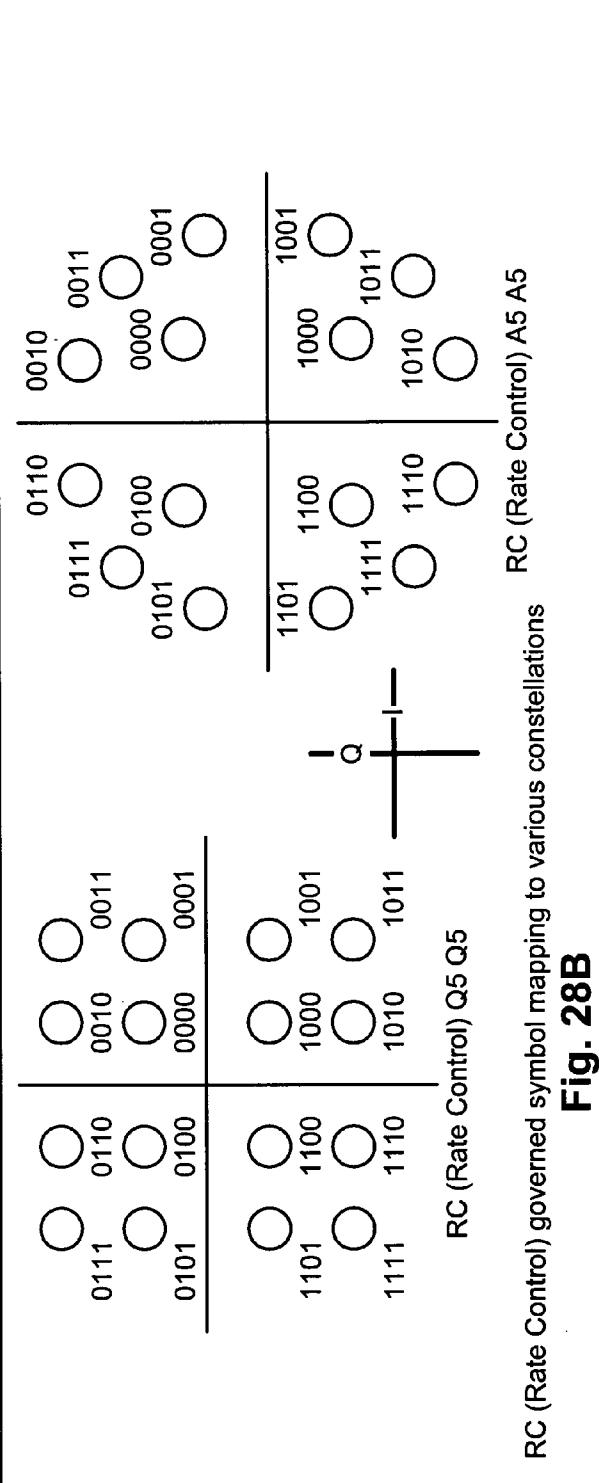 0111 0110 0010 0011
0101 0100 0000 0001
1101 1100 1000 1001
1111 1110 1010 1011
RC (Rate Control) Q5 Q5
Q
I
0110 0010
0111 0011
0100 0000
0101 0001
1101 1100 1000 1001
1111 1011
1110 1010
RC (Rate Control) A5 A5
RC (Rate Control) governed symbol mapping to various constellations
Fig. 28B